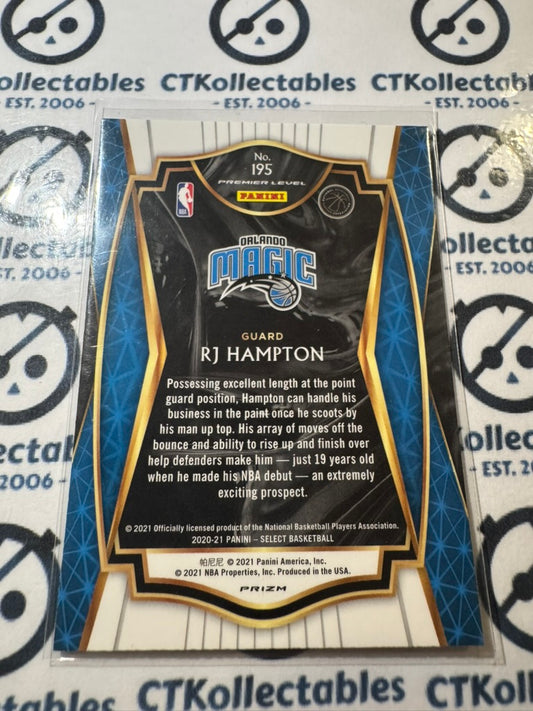 CTKollectables
- EST. 2006 -
No.
195
PREMIER LEVEL
PANINI
ORLANDO
MAGIC
GUARD
RJ HAMPTON
Possessing excellent length at the point
guard position, Hampton can handle his
business in the paint once he scoots by
his man up top. His array of moves off the
bounce and ability to rise up and finish over
help defenders make him — just 19 years old
when he made his NBA debut — an extremely
exciting prospect.
© 2021 Officially licensed product of the National Basketball Players Association.
2020-21 PANINI – SELECT BASKETBALL
帕尼尼 © 2021 Panini America, Inc.
© 2021 NBA Properties, Inc. Produced in the USA.
PRIZM
CTKollectables
- EST. 2006 -